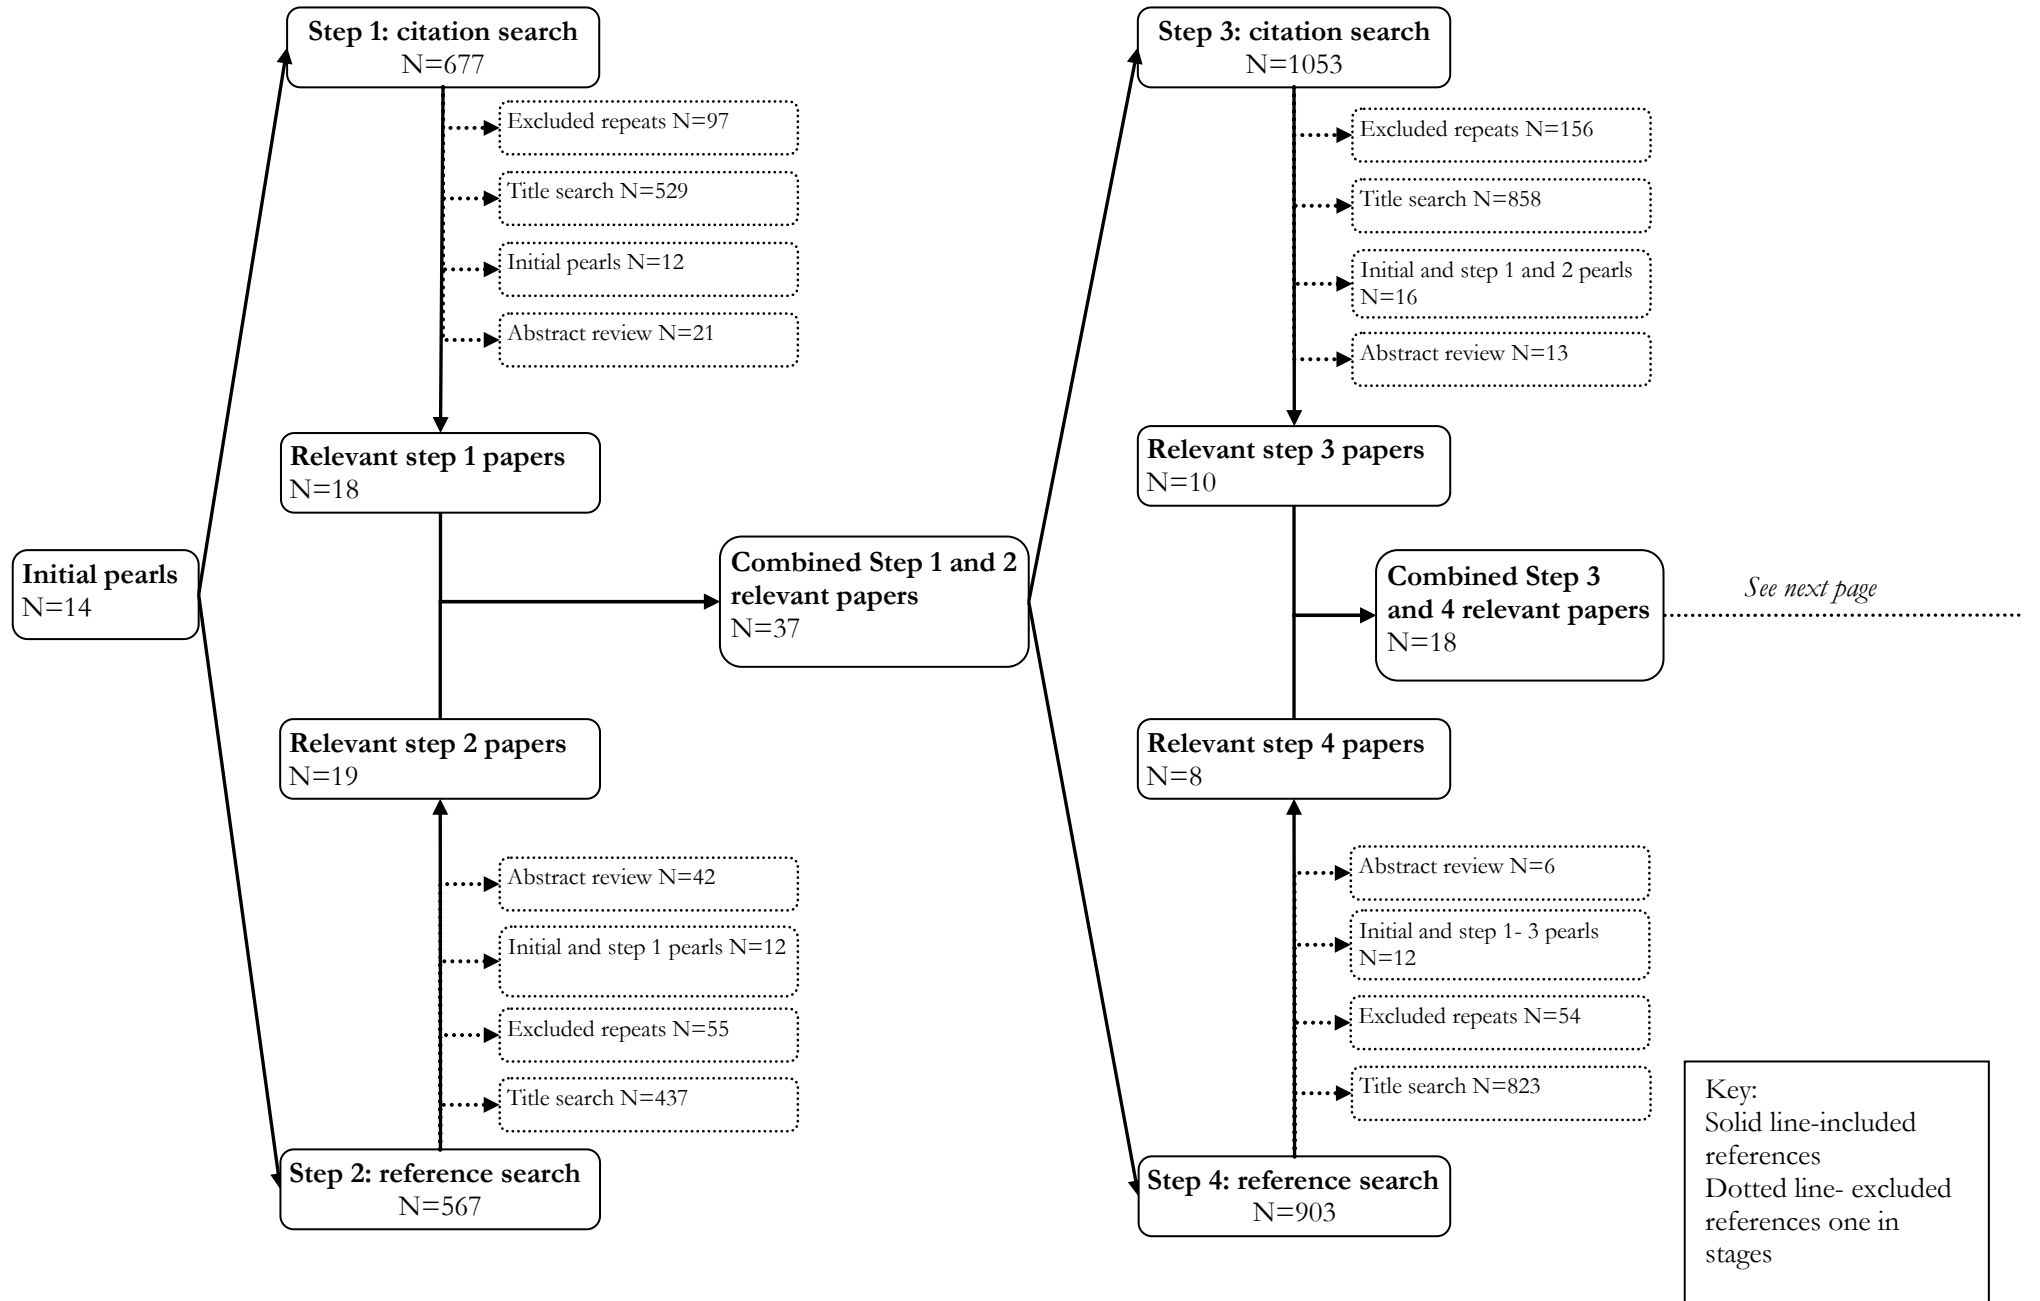 Step 1: citation search
N=677
Excluded repeats N=97
Title search N=529
Initial pearls N=12
Abstract review N=21
Relevant step 1 papers
N=18
Initial pearls
N=14
Combined Step 1 and 2
relevant papers
N=37
Relevant step 2 papers
N=19
Abstract review N=42
Initial and step 1 pearls N=12
Excluded repeats N=55
Title search N=437
Step 2: reference search
N=567
Step 3: citation search
N=1053
Excluded repeats N=156
Title search N=858
Initial and step 1 and 2 pearls
N=16
Abstract review N=13
Relevant step 3 papers
N=10
Combined Step 3
and 4 relevant papers
N=18
See next page
Relevant step 4 papers
N=8
Abstract review N=6
Initial and step 1- 3 pearls
N=12
Excluded repeats N=54
Title search N=823
Step 4: reference search
N=903
Key:
Solid line-included
references
Dotted line- excluded
references one in
stages